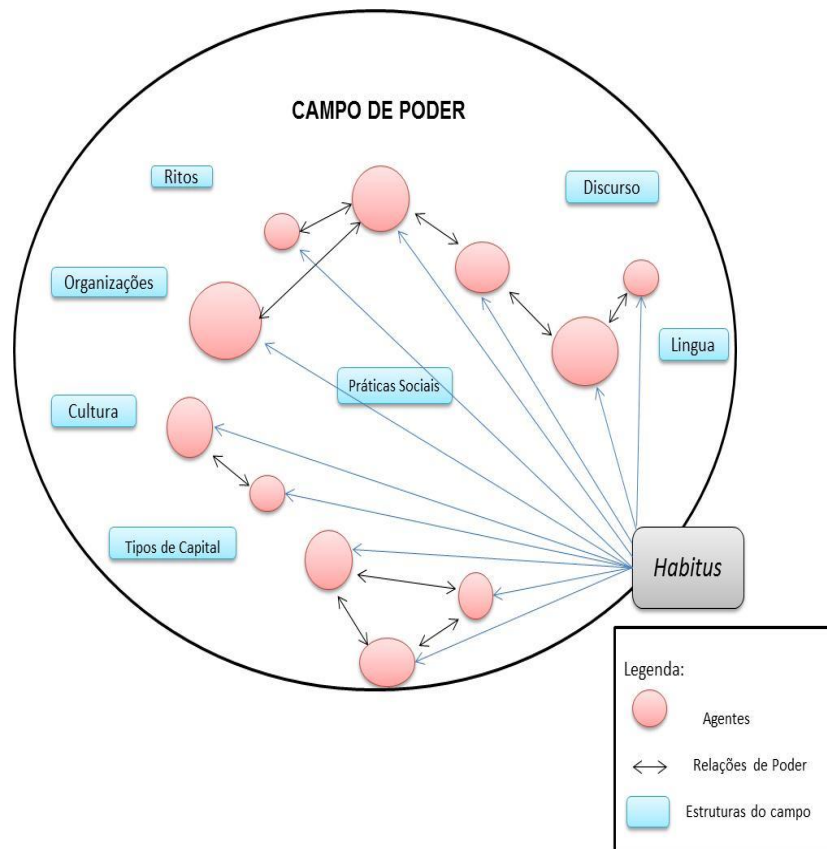 CAMPO DE PODER
Ritos
Discurso
Organizações
Lingua
Práticas Sociais
Cultura
Tipos de Capital
Habitus
Legenda:
Agentes
Relações de Poder
Estruturas do campo